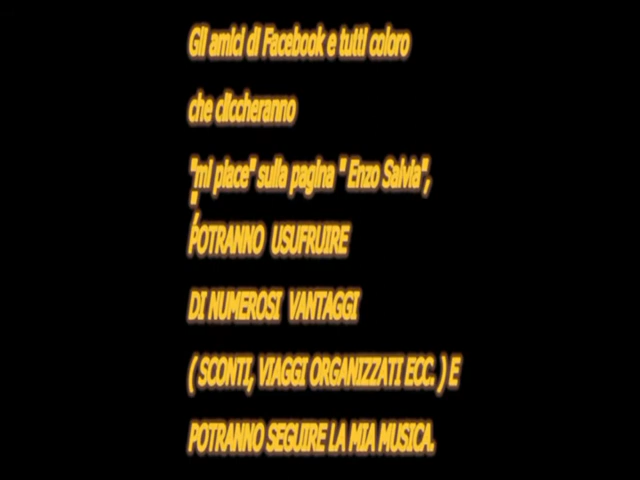 Gli amici di Facebook e tutti coloro
che cliccheranno
"mi piace" sulla pagina " Enzo Salvia",
",
POTRANNO USUFRUIRE
DI NUMEROSI VANTAGGI
( SCONTI, VIAGGI ORGANIZZATI ECC. ) E
POTRANNO SEGUIRE LA MIA MUSICA.